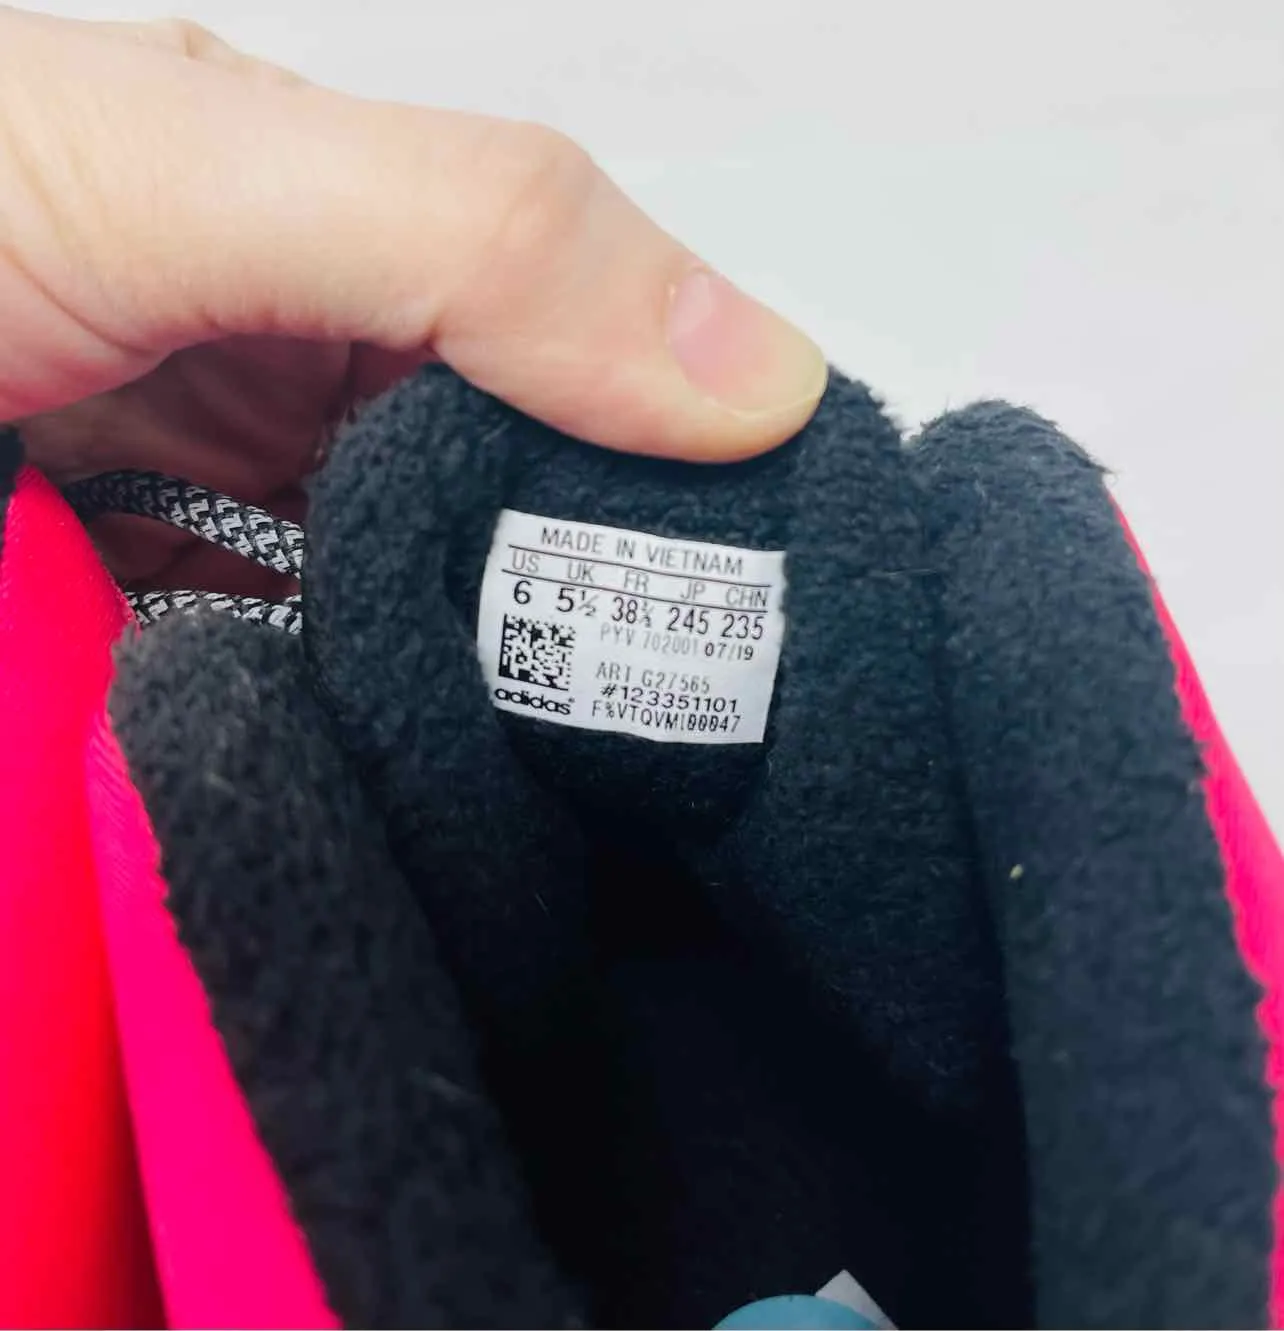 MADE IN VIETNAM
US UK FR JP CHN
6 5½ 38⅔ 245 235
PYV 702001 07/19
ART G27565
#123351101
adidas® F%VTQVMI00047